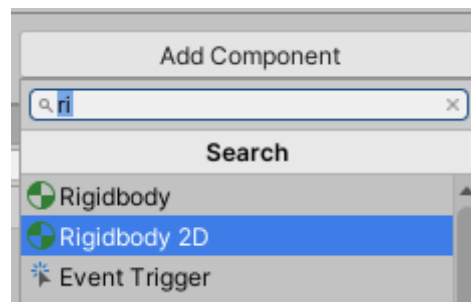 Add Component
ri
Search
Rigidbody
Rigidbody 2D
Event Trigger